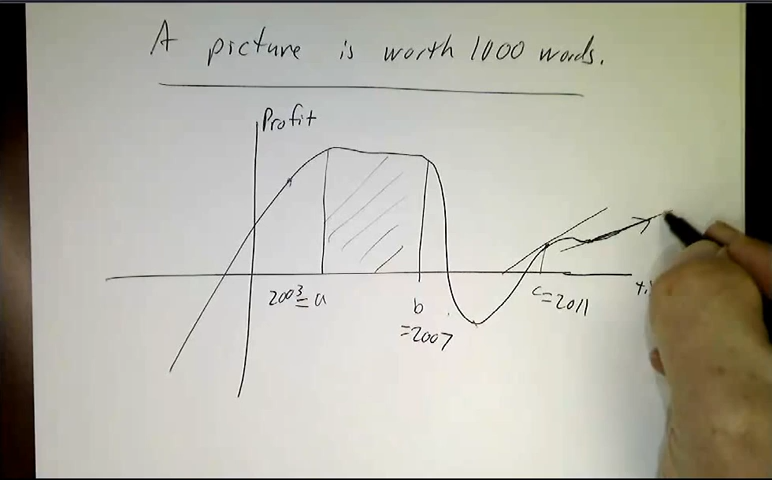 A picture is worth 1000 words.
Profit
2003 = a
b
= 2007
c = 2011